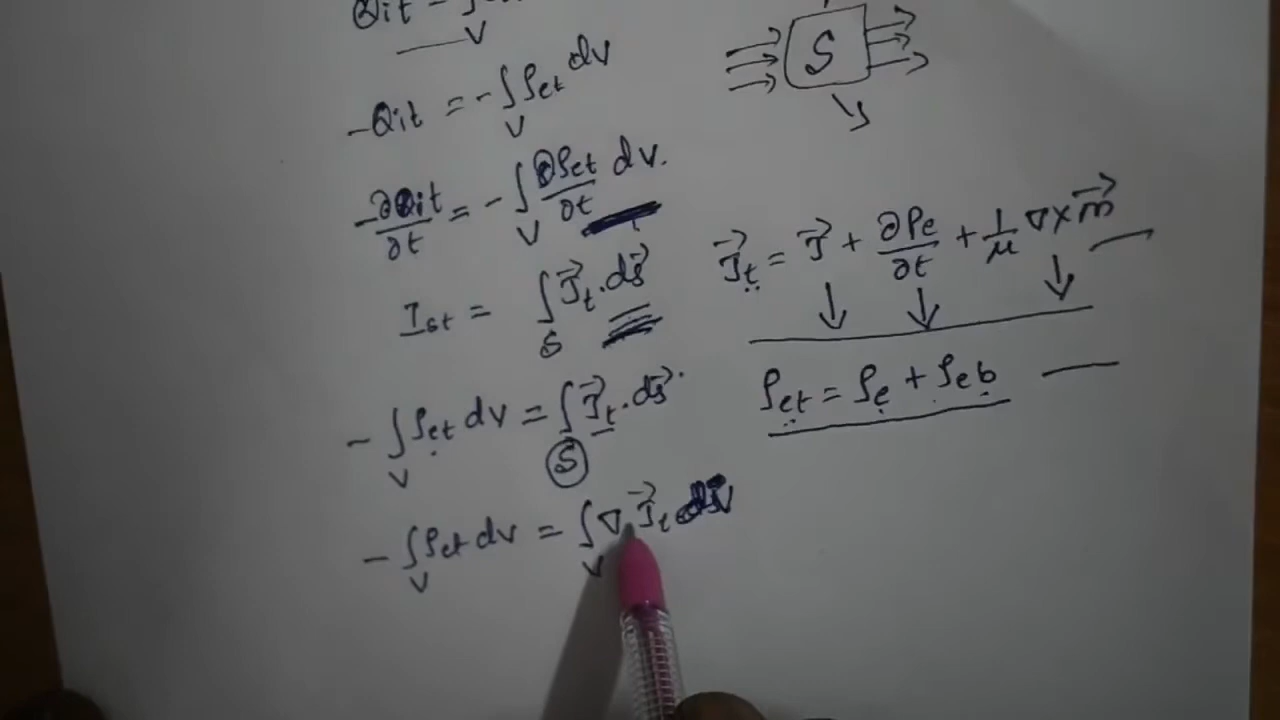 Qit = ∫
V
-Qit = -∫ᵥ ρet dv
-∂Qit/∂t = -∫ᵥ ∂ρet/∂t dv.
Ist = ∫ₛ J⃗t . ds⃗
-∫ᵥ ρet dv = ∫ₛ J⃗t . ds⃗
-∫ᵥ ρet dv = ∫ᵥ ∇ J⃗t dv
S
J⃗t = J⃗ + ∂Pe/∂t + 1/μ ∇×m⃗
ρet = ρe + ρeb